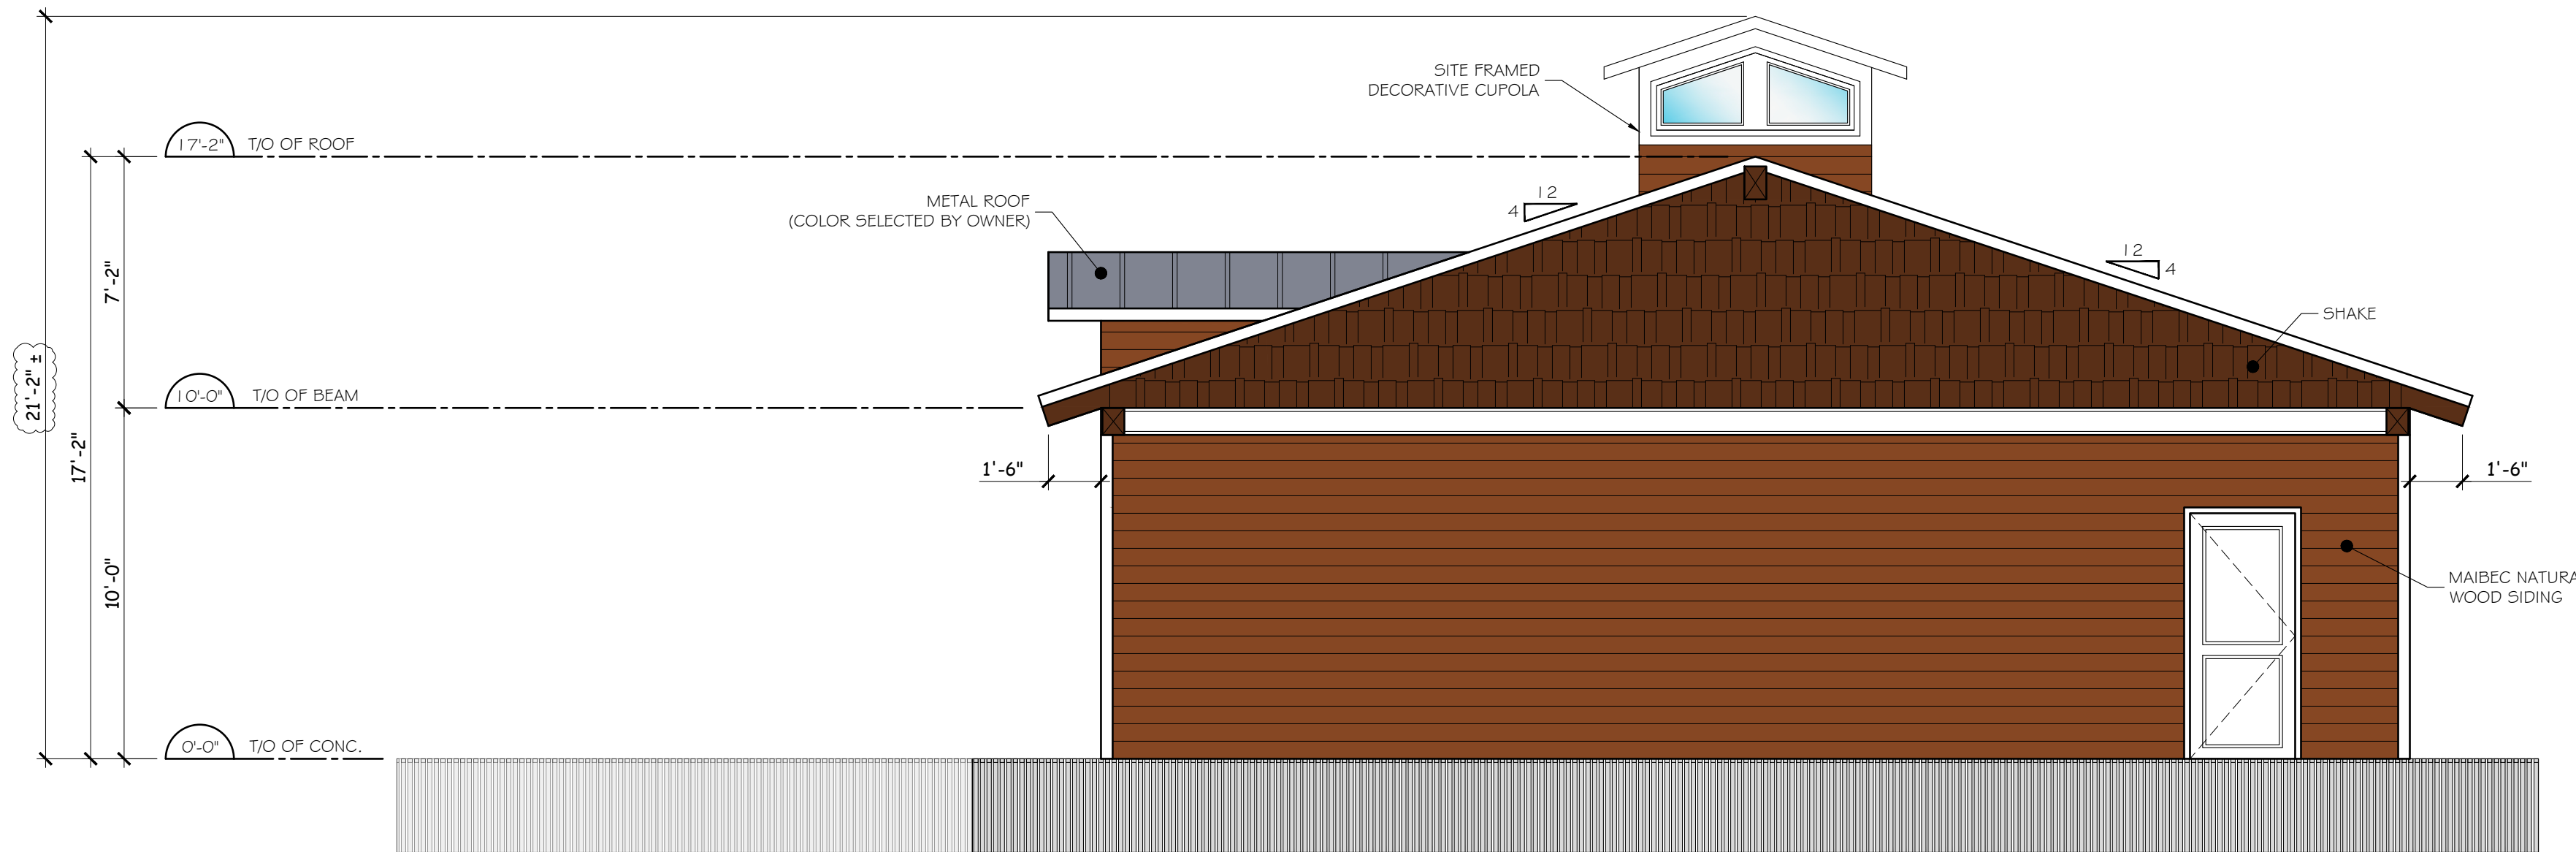 SITE FRAMED
DECORATIVE CUPOLA
17'-2" T/O OF ROOF
METAL ROOF
(COLOR SELECTED BY OWNER)
12
4
12
4
7'-2"
SHAKE
21'-2" ±
10'-0" T/O OF BEAM
17'-2"
1'-6"
1'-6"
10'-0"
MAIBEC NATURA
WOOD SIDING
0'-0" T/O OF CONC.